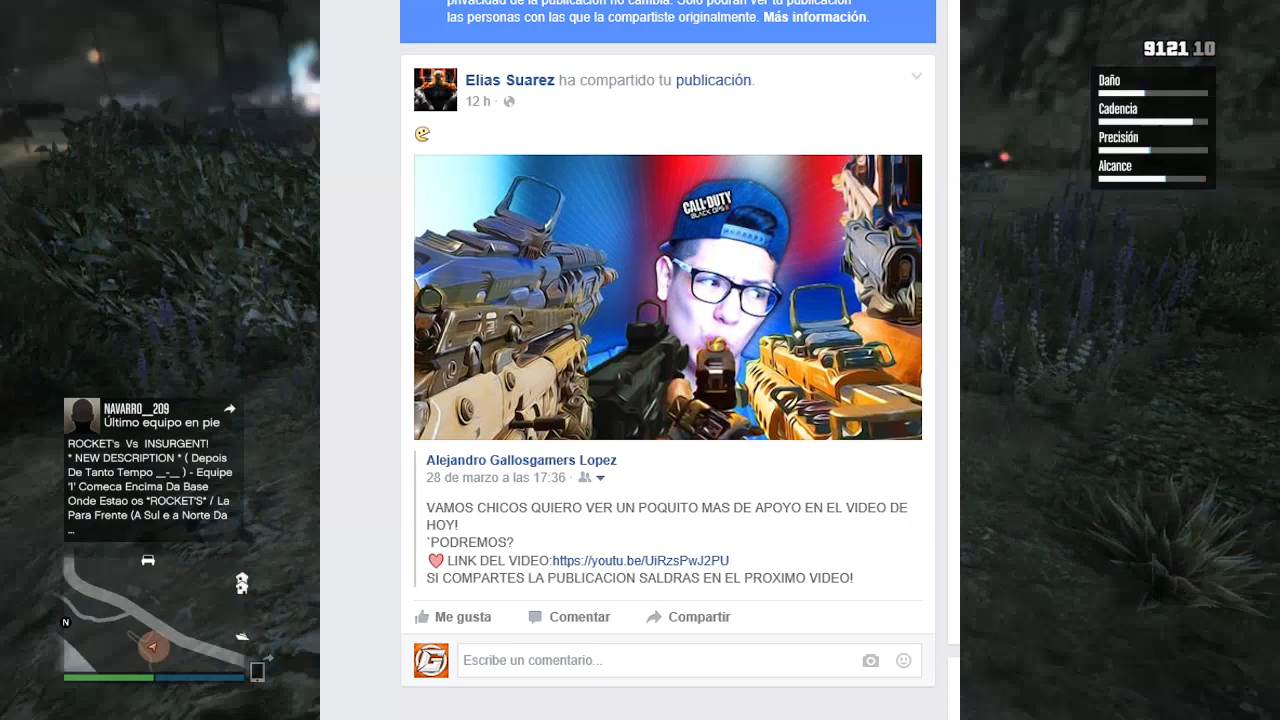 privacidad de la publicación no cambia. Solo podrán ver tu publicación
las personas con las que la compartiste originalmente. Más información.
Elias Suarez ha compartido tu publicación.
12 h ·
CALL OF DUTY
BLACK OPS
Alejandro Gallosgamers Lopez
28 de marzo a las 17:36 ·
VAMOS CHICOS QUIERO VER UN POQUITO MAS DE APOYO EN EL VIDEO DE
HOY!
`PODREMOS?
LINK DEL VIDEO:https://youtu.be/UiRzsPwJ2PU
SI COMPARTES LA PUBLICACION SALDRAS EN EL PROXIMO VIDEO!
Me gusta Comentar Compartir
Escribe un comentario...
9121 10
Daño
Cadencia
Precisión
Alcance
NAVARRO__209
Último equipo en pie
ROCKET's Vs INSURGENT!
* NEW DESCRIPTION * ( Depois
De Tanto Tempo __-__ ) - Equipe
'1' Comeca Encima Da Base
Onde Estao os *ROCKET'S* / La
Para Frente (A Sul e a Norte Da
...
N